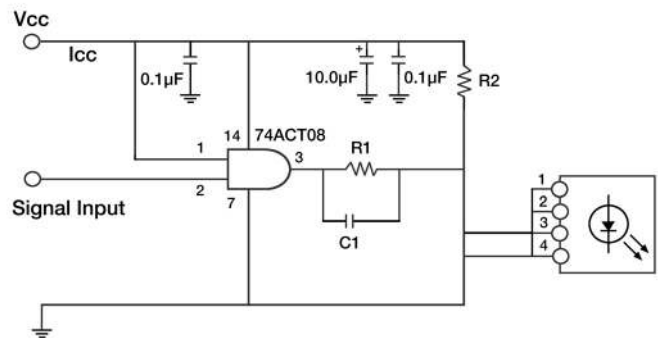 Vcc
Icc
0.1µF
10.0µF
0.1µF
R2
14
74ACT08
1
3
R1
2
7
Signal Input
C1
1
2
3
4